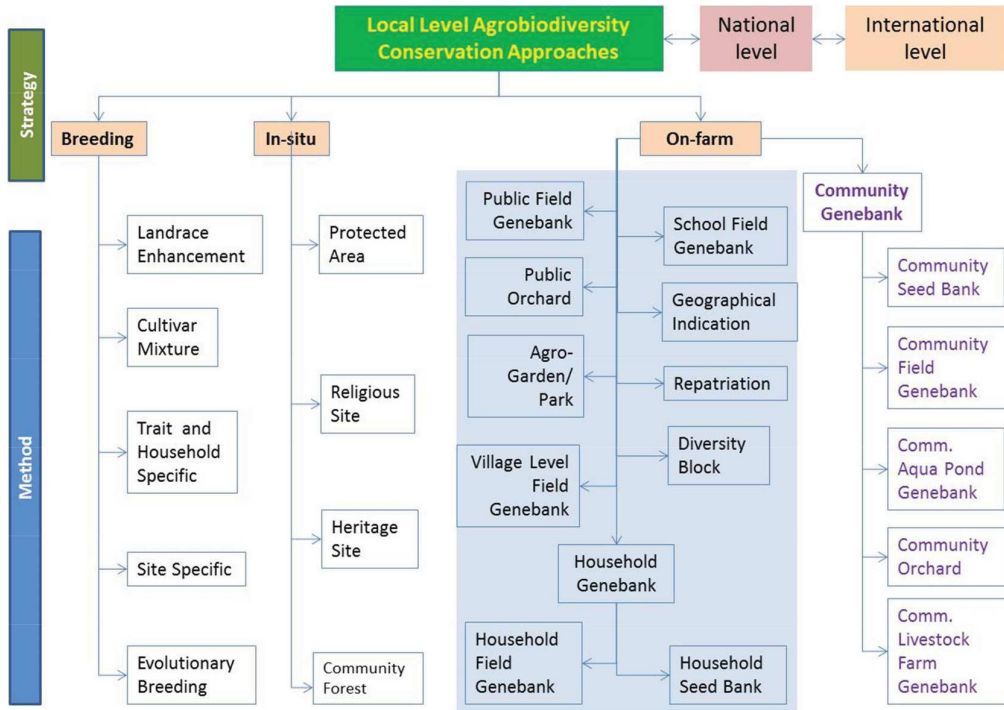 Local Level Agrobiodiversity
Conservation Approaches
National
level
International
level
Strategy
Breeding
In-situ
On-farm
Community
Genebank
Method
Landrace
Enhancement
Cultivar
Mixture
Trait and
Household
Specific
Site Specific
Evolutionary
Breeding
Protected
Area
Religious
Site
Heritage
Site
Community
Forest
Public Field
Genebank
Public
Orchard
Agro-
Garden/
Park
Village Level
Field
Genebank
School Field
Genebank
Geographical
Indication
Repatriation
Diversity
Block
Household
Genebank
Household
Field
Genebank
Household
Seed Bank
Community
Seed Bank
Community
Field
Genebank
Comm.
Aqua Pond
Genebank
Community
Orchard
Comm.
Livestock
Farm
Genebank